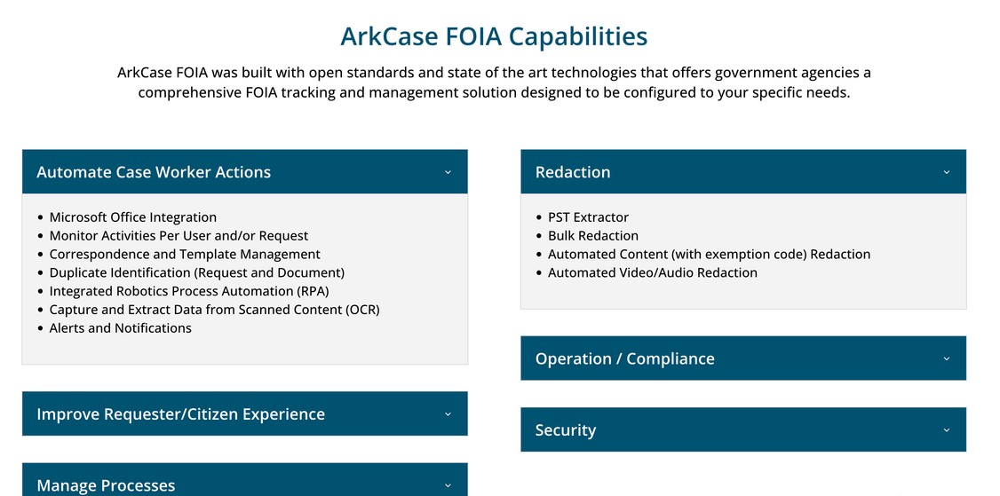 ArkCase FOIA Capabilities
ArkCase FOIA was built with open standards and state of the art technologies that offers government agencies a
comprehensive FOIA tracking and management solution designed to be configured to your specific needs.
Automate Case Worker Actions
• Microsoft Office Integration
• Monitor Activities Per User and/or Request
• Correspondence and Template Management
• Duplicate Identification (Request and Document)
• Integrated Robotics Process Automation (RPA)
• Capture and Extract Data from Scanned Content (OCR)
• Alerts and Notifications
Improve Requester/Citizen Experience
Manage Processes
Redaction
• PST Extractor
• Bulk Redaction
• Automated Content (with exemption code) Redaction
• Automated Video/Audio Redaction
Operation / Compliance
Security